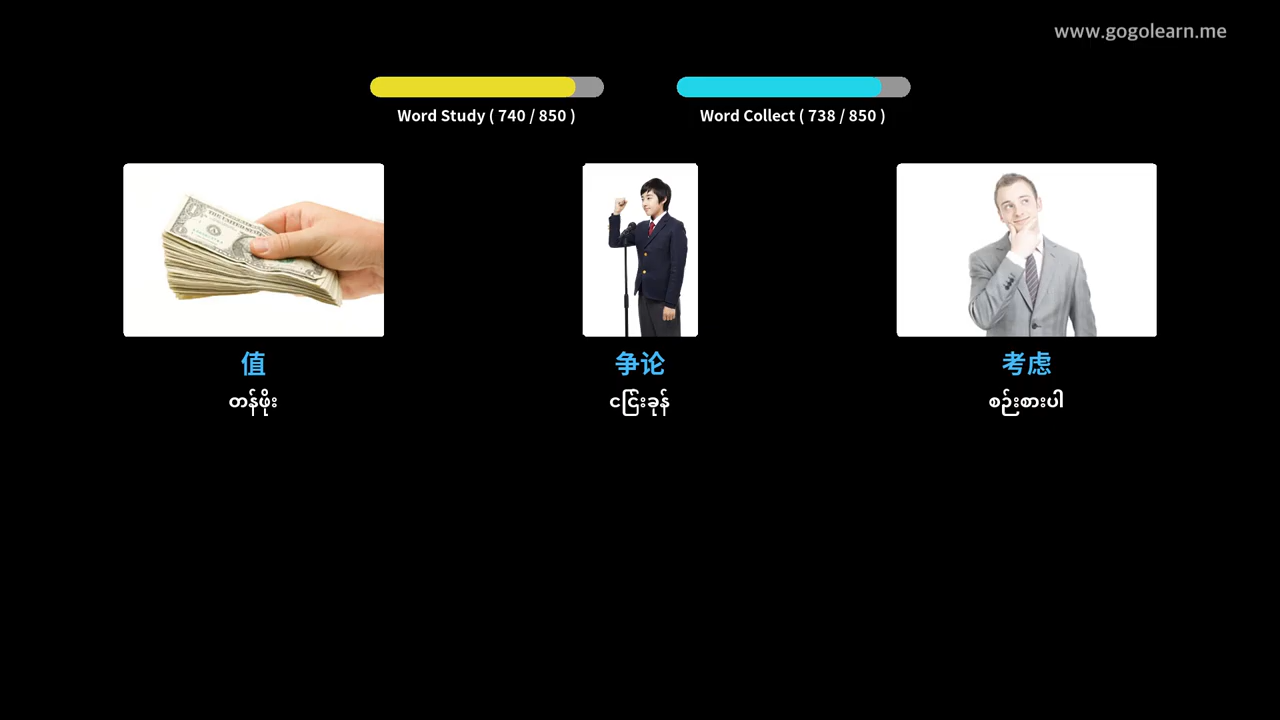 www.gogolearn.me
Word Study ( 740 / 850 )
Word Collect ( 738 / 850 )
值
争论
考虑
တန်ဖိုး
ငငြင်းခုန်
စဉ်းစားပါ